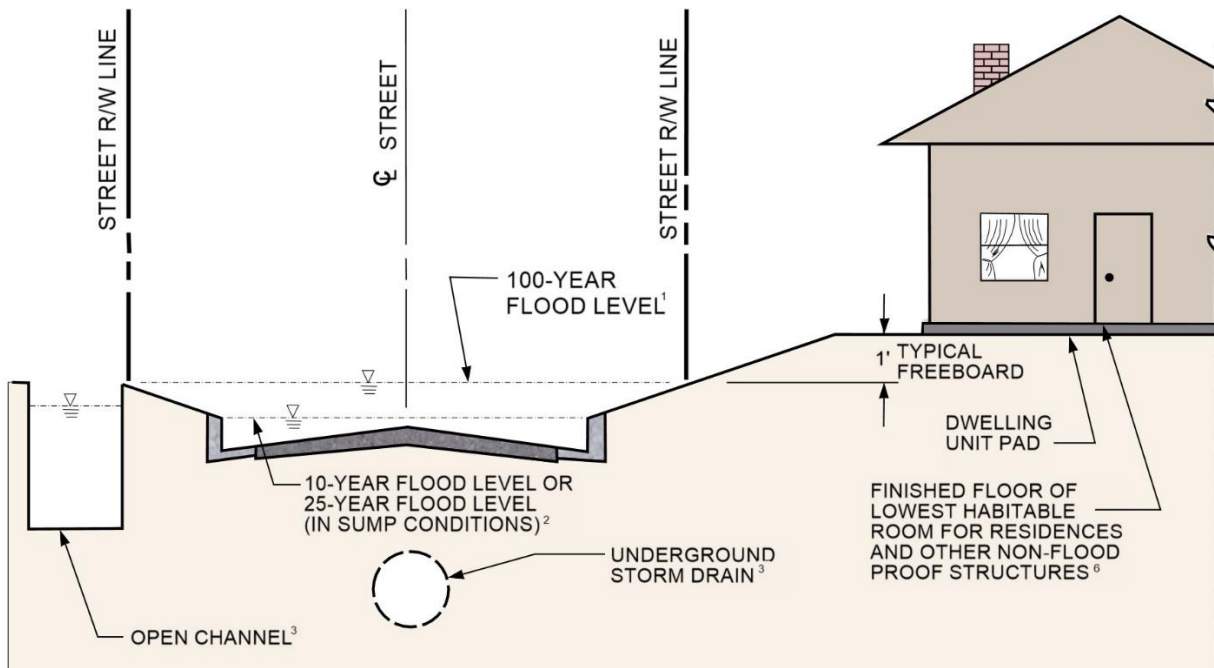 STREET R/W LINE
℄ STREET
STREET R/W LINE
100-YEAR
FLOOD LEVEL¹
1' TYPICAL
FREEBOARD
DWELLING
UNIT PAD
10-YEAR FLOOD LEVEL OR
25-YEAR FLOOD LEVEL
(IN SUMP CONDITIONS)²
FINISHED FLOOR OF
LOWEST HABITABLE
ROOM FOR RESIDENCES
AND OTHER NON-FLOOD
PROOF STRUCTURES⁶
UNDERGROUND
STORM DRAIN³
OPEN CHANNEL³